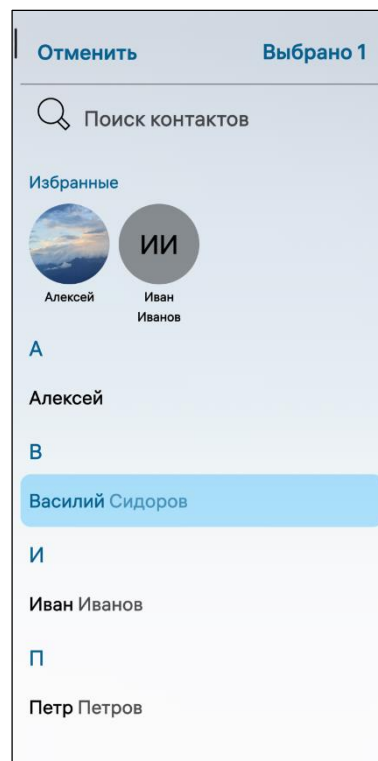 Отменить Выбрано 1
Поиск контактов
Избранные
ИИ
Алексей Иван
Иванов
А
Алексей
В
Василий Сидоров
И
Иван Иванов
П
Петр Петров